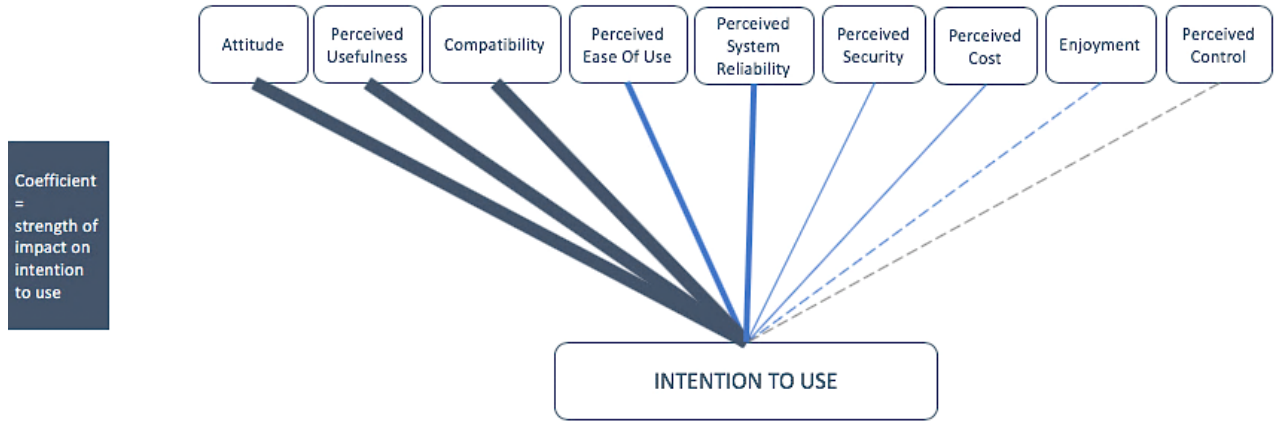 Attitude
Perceived
Usefulness
Compatibility
Perceived
Ease Of Use
Perceived
System
Reliability
Perceived
Security
Perceived
Cost
Enjoyment
Perceived
Control
Coefficient
=
strength of
impact on
intention
to use
INTENTION TO USE